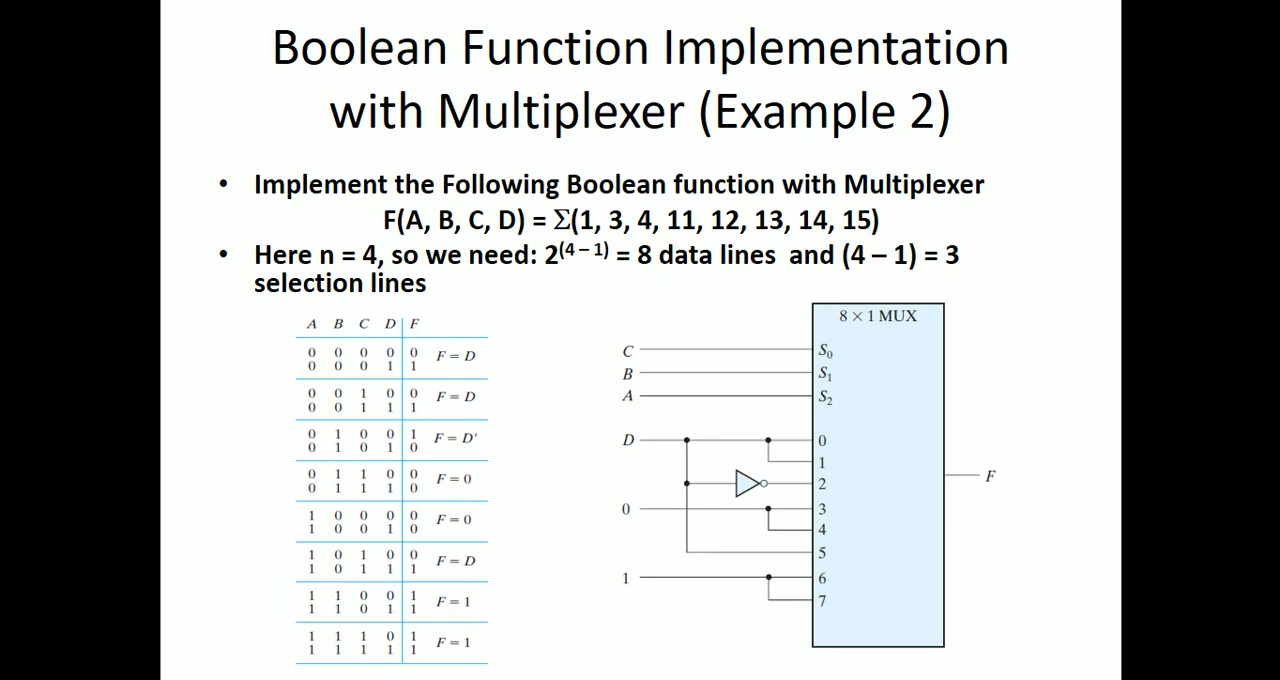 Boolean Function Implementation
with Multiplexer (Example 2)
• Implement the Following Boolean function with Multiplexer
F(A, B, C, D) = Σ(1, 3, 4, 11, 12, 13, 14, 15)
• Here n = 4, so we need: 2^(4 – 1) = 8 data lines and (4 – 1) = 3
selection lines
A B C D F
0 0 0 0 0 F = D
0 0 0 1 1
0 0 1 0 0 F = D
0 0 1 1 1
0 1 0 0 1 F = D'
0 1 0 1 0
0 1 1 0 0 F = 0
0 1 1 1 0
1 0 0 0 0 F = 0
1 0 0 1 0
1 0 1 0 0 F = D
1 0 1 1 1
1 1 0 0 1 F = 1
1 1 0 1 1
1 1 1 0 1 F = 1
1 1 1 1 1
8 × 1 MUX
C S0
B S1
A S2
D 0
1
2
0 3
4
5
1 6
7
F